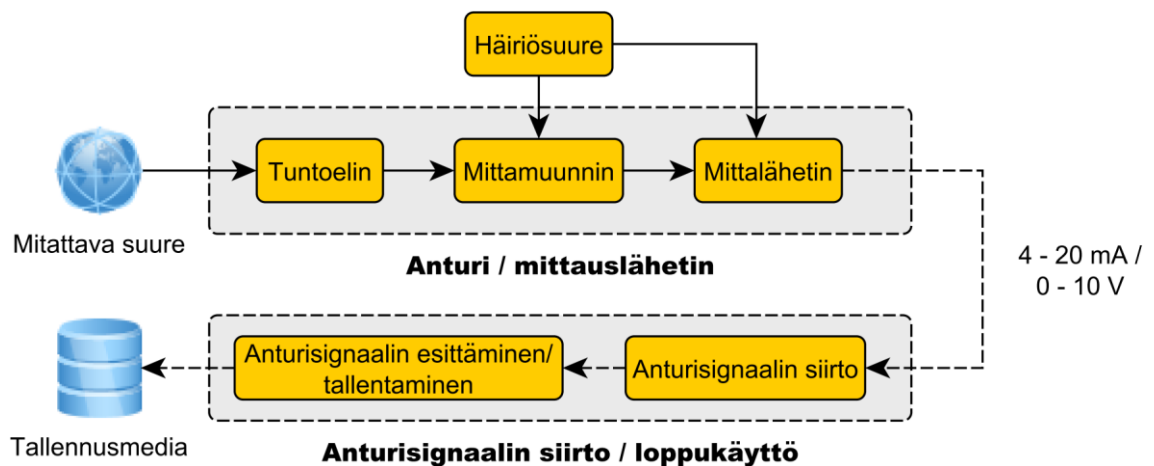 Häiriösuure
Tuntoelin
Mittamuunnin
Mittalähetin
Mitattava suure
Anturi / mittauslähetin
4 - 20 mA /
0 - 10 V
Anturisignaalin esittäminen/
tallentaminen
Anturisignaalin siirto
Tallennusmedia
Anturisignaalin siirto / loppukäyttö